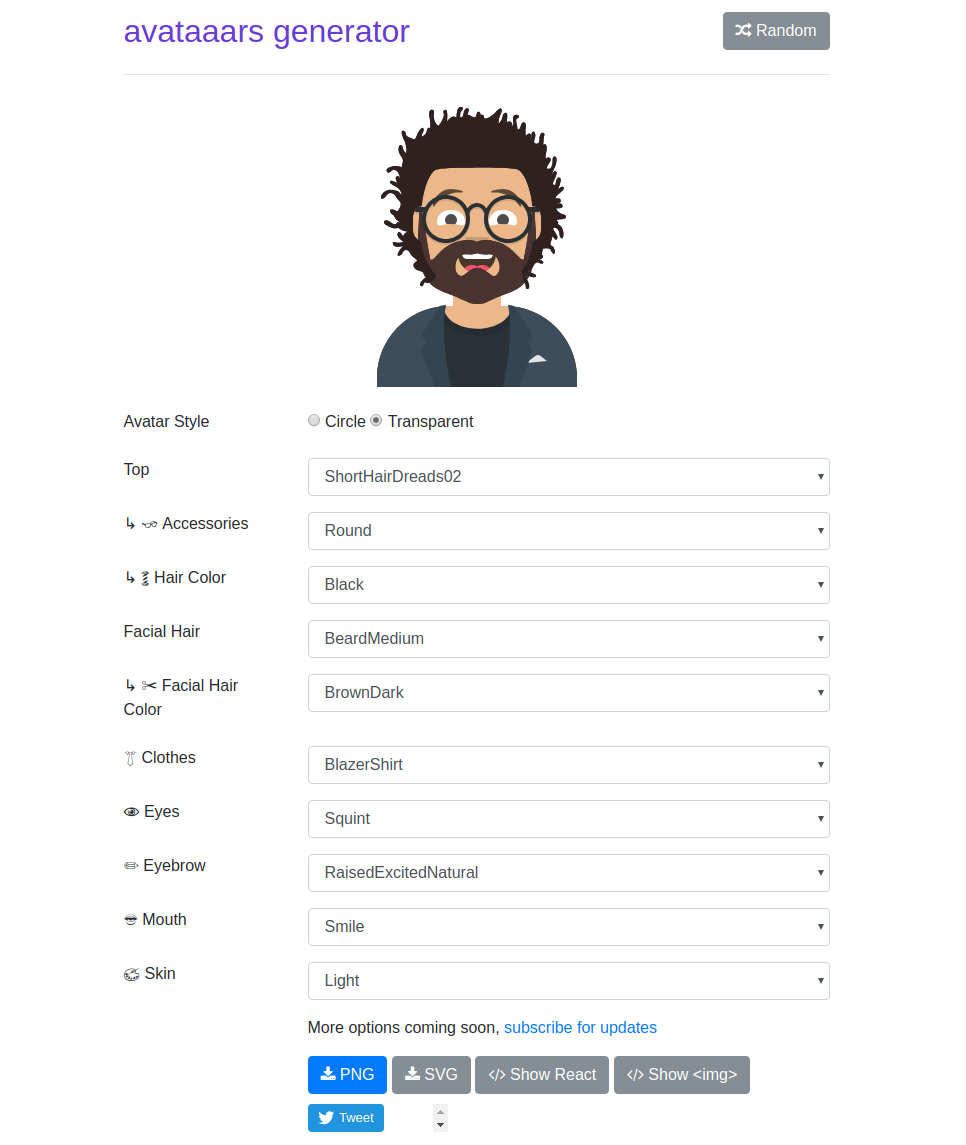 avataaars generator
Random
Avatar Style
Circle Transparent
Top
ShortHairDreads02
↳ 👓 Accessories
Round
↳ 💈 Hair Color
Black
Facial Hair
BeardMedium
↳ ✂ Facial Hair
Color
BrownDark
👔 Clothes
BlazerShirt
👁 Eyes
Squint
✏ Eyebrow
RaisedExcitedNatural
Mouth
Smile
🎨 Skin
Light
More options coming soon, subscribe for updates
PNG
SVG
</> Show React
</> Show <img>
Tweet